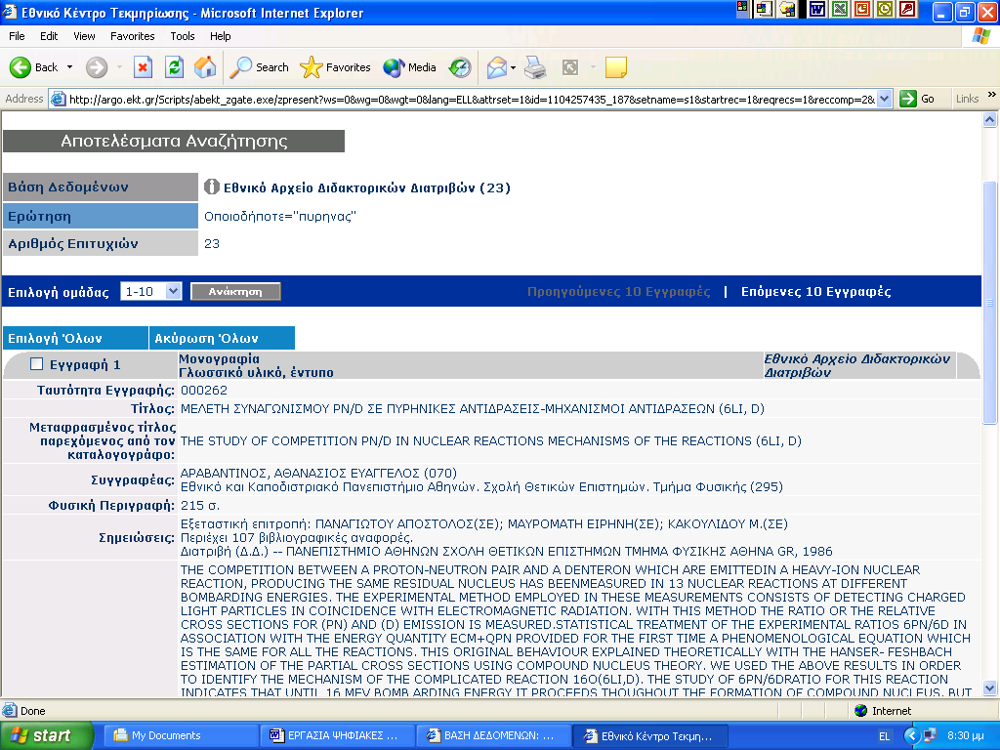 Εθνικό Κέντρο Τεκμηρίωσης - Microsoft Internet Explorer
File Edit View Favorites Tools Help
Back Search Favorites Media
Address http://argo.ekt.gr/Scripts/abekt_zgate.exe/zpresent?ws=0&wg=0&wgt=0&lang=ELL&attrset=1&id=1104257435_187&setname=s1&startrec=1&reqrecs=1&reccomp=2& Go Links »
Αποτελέσματα Αναζήτησης
Βάση Δεδομένων Εθνικό Αρχείο Διδακτορικών Διατριβών (23)
Ερώτηση Οποιοδήποτε="πυρηνας"
Αριθμός Επιτυχιών 23
Επιλογή ομάδας 1-10 Ανάκτηση Προηγούμενες 10 Εγγραφές | Επόμενες 10 Εγγραφές
Επιλογή Όλων Ακύρωση Όλων
Εγγραφή 1 Μονογραφία
Γλωσσικό υλικό, έντυπο
Εθνικό Αρχείο Διδακτορικών
Διατριβών
Ταυτότητα Εγγραφής: 000262
Τίτλος: ΜΕΛΕΤΗ ΣΥΝΑΓΩΝΙΣΜΟΥ PN/D ΣΕ ΠΥΡΗΝΙΚΕΣ ΑΝΤΙΔΡΑΣΕΙΣ-ΜΗΧΑΝΙΣΜΟΙ ΑΝΤΙΔΡΑΣΕΩΝ (6LI, D)
Μεταφρασμένος τίτλος
παρεχόμενος από τον
καταλογογράφο:
THE STUDY OF COMPETITION PN/D IN NUCLEAR REACTIONS MECHANISMS OF THE REACTIONS (6LI, D)
Συγγραφέας: ΑΡΑΒΑΝΤΙΝΟΣ, ΑΘΑΝΑΣΙΟΣ ΕΥΑΓΓΕΛΟΣ (070)
Εθνικό και Καποδιστριακό Πανεπιστήμιο Αθηνών. Σχολή Θετικών Επιστημών. Τμήμα Φυσικής (295)
Φυσική Περιγραφή: 215 σ.
Σημειώσεις: Εξεταστική επιτροπή: ΠΑΝΑΓΙΩΤΟΥ ΑΠΟΣΤΟΛΟΣ(ΣΕ); ΜΑΥΡΟΜΑΤΗ ΕΙΡΗΝΗ(ΣΕ); ΚΑΚΟΥΛΙΔΟΥ Μ.(ΣΕ)
Περιέχει 107 βιβλιογραφικές αναφορές.
Διατριβή (Δ.Δ.) -- ΠΑΝΕΠΙΣΤΗΜΙΟ ΑΘΗΝΩΝ ΣΧΟΛΗ ΘΕΤΙΚΩΝ ΕΠΙΣΤΗΜΩΝ ΤΜΗΜΑ ΦΥΣΙΚΗΣ ΑΘΗΝΑ GR, 1986
THE COMPETITION BETWEEN A PROTON-NEUTRON PAIR AND A DENTERON WHICH ARE EMITTEDIN A HEAVY-ION NUCLEAR
REACTION, PRODUCING THE SAME RESIDUAL NUCLEUS HAS BEENMEASURED IN 13 NUCLEAR REACTIONS AT DIFFERENT
BOMBARDING ENERGIES. THE EXPERIMENTAL METHOD EMPLOYED IN THESE MEASUREMENTS CONSISTS OF DETECTING CHARGED
LIGHT PARTICLES IN COINCIDENCE WITH ELECTROMAGNETIC RADIATION. WITH THIS METHOD THE RATIO OR THE RELATIVE
CROSS SECTIONS FOR (PN) AND (D) EMISSION IS MEASURED.STATISTICAL TREATMENT OF THE EXPERIMENTAL RATIOS 6PN/6D IN
ASSOCIATION WITH THE ENERGY QUANTITY ECM+QPN PROVIDED FOR THE FIRST TIME A PHENOMENOLOGICAL EQUATION WHICH
IS THE SAME FOR ALL THE REACTIONS. THIS ORIGINAL BEHAVIOUR EXPLAINED THEORETICALLY WITH THE HANSER- FESHBACH
ESTIMATION OF THE PARTIAL CROSS SECTIONS USING COMPOUND NUCLEUS THEORY. WE USED THE ABOVE RESULTS IN ORDER
TO IDENTIFY THE MECHANISM OF THE COMPLICATED REACTION 16O(6LI,D). THE STUDY OF 6PN/6DRATIO FOR THIS REACTION
INDICATES THAT UNTIL 16 MEV BOMB ARDING ENERGY IT PROCEEDS THOUGHOUT THE FORMATION OF COMPOUND NUCLEUS. BUT
Done Internet
start My Documents ΕΡΓΑΣΙΑ ΨΗΦΙΑΚΕΣ ... ΒΑΣΗ ΔΕΔΟΜΕΝΩΝ: ... Εθνικό Κέντρο Τεκμη... EL 8:30 μμ